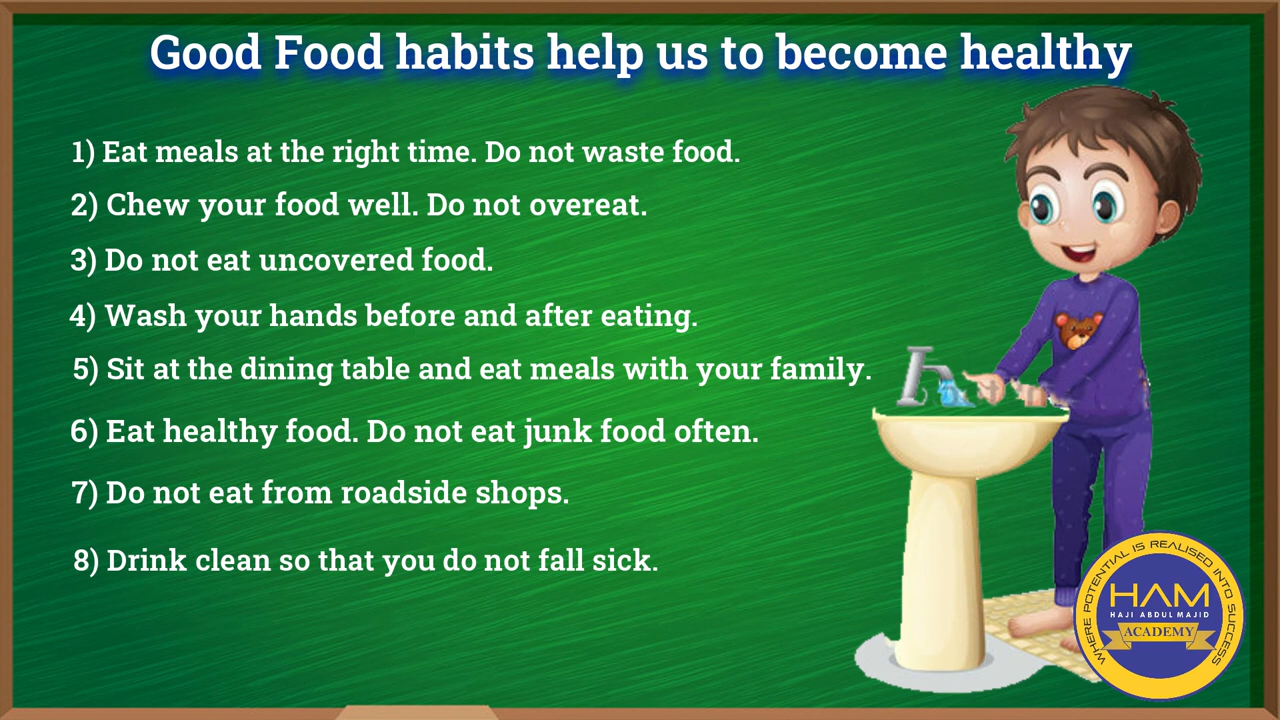 Good Food habits help us to become healthy
1) Eat meals at the right time. Do not waste food.
2) Chew your food well. Do not overeat.
3) Do not eat uncovered food.
4) Wash your hands before and after eating.
5) Sit at the dining table and eat meals with your family.
6) Eat healthy food. Do not eat junk food often.
7) Do not eat from roadside shops.
8) Drink clean so that you do not fall sick.
WHERE POTENTIAL IS REALISED INTO SUCCESS
HAM
HAJI ABDUL MAJID
ACADEMY